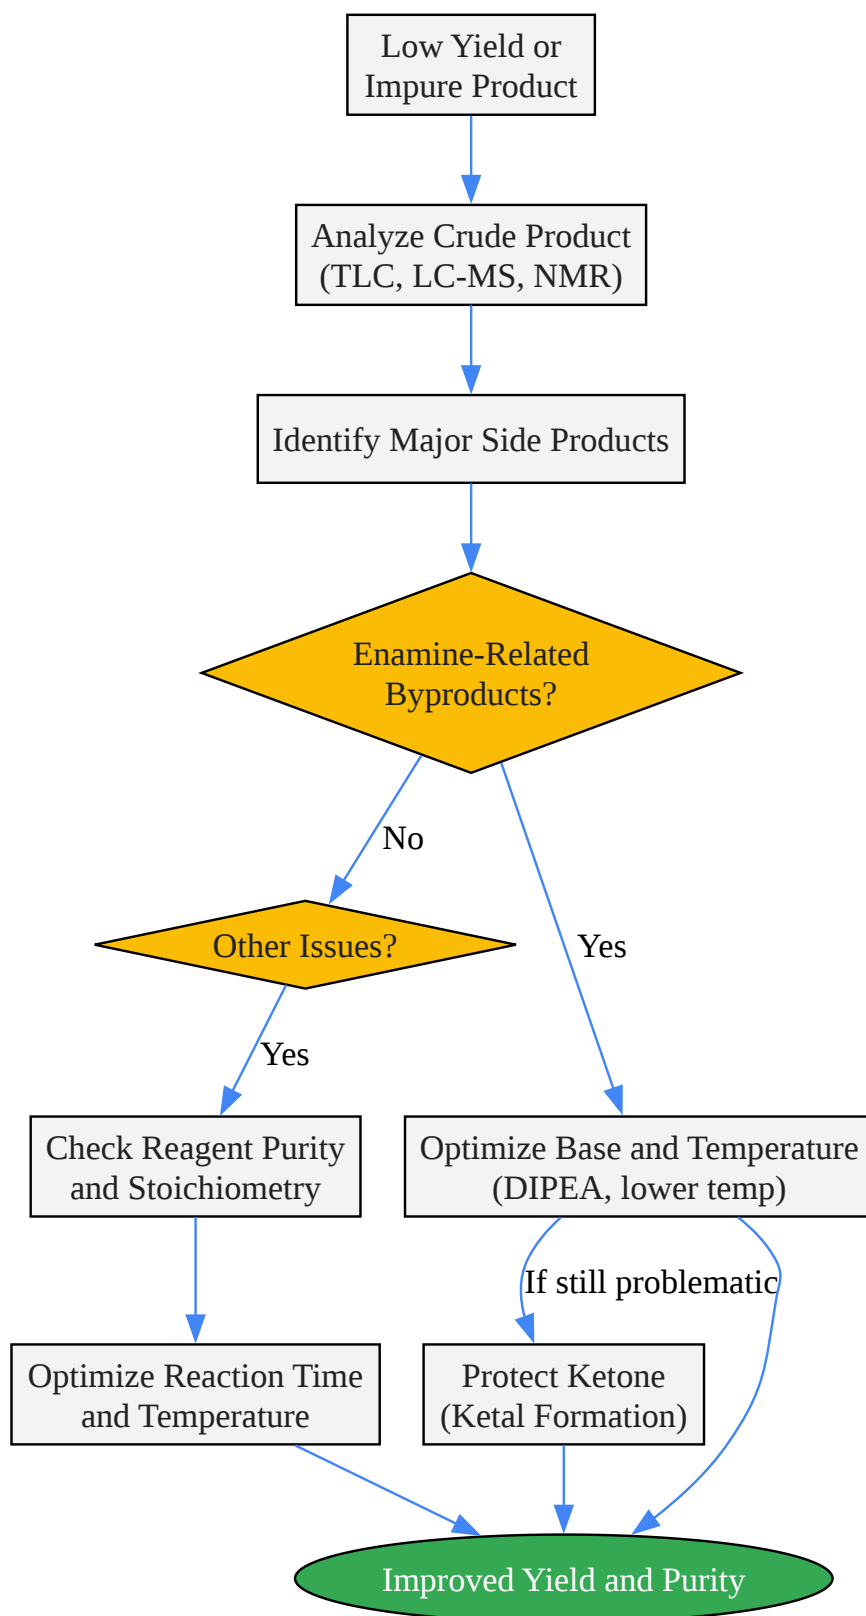 Low Yield or
Impure Product
Analyze Crude Product
(TLC, LC-MS, NMR)
Identify Major Side Products
Enamine-Related
Byproducts?
No
Other Issues?
Yes
Yes
Check Reagent Purity
and Stoichiometry
Optimize Base and Temperature
(DIPEA, lower temp)
If still problematic
Optimize Reaction Time
and Temperature
Protect Ketone
(Ketal Formation)
Improved Yield and Purity